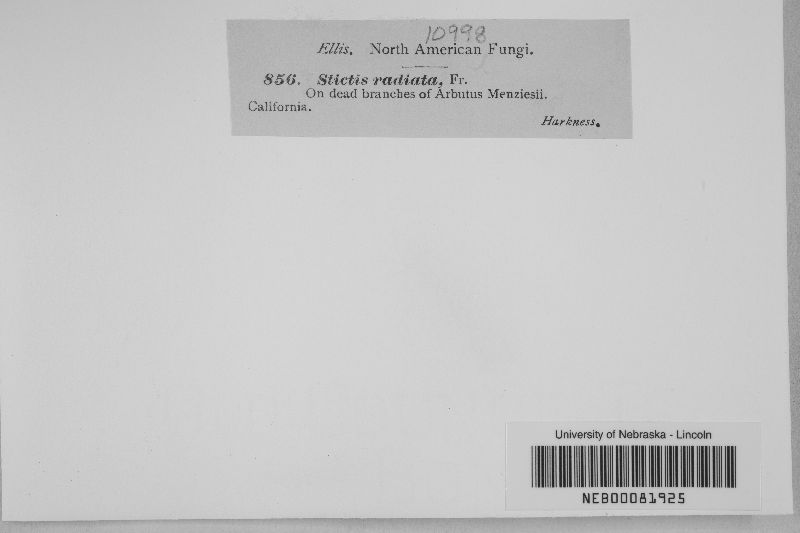 10998
Ellis. North American Fungi.
856. Stictis radiata, Fr.
On dead branches of Arbutus Menziesii.
California.
Harkness.
University of Nebraska - Lincoln
NEB00081925